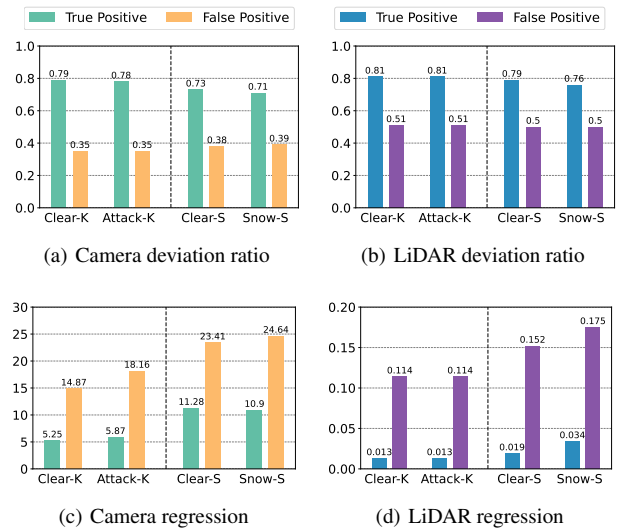 True Positive False Positive
1.0
0.8
0.6
0.4
0.2
0.0
0.79 0.35 0.78 0.35 0.73 0.38 0.71 0.39
Clear-K Attack-K Clear-S Snow-S
(a) Camera deviation ratio
True Positive False Positive
1.0
0.8
0.6
0.4
0.2
0.0
0.81 0.51 0.81 0.51 0.79 0.5 0.76 0.5
Clear-K Attack-K Clear-S Snow-S
(b) LiDAR deviation ratio
30
25
20
15
10
5
0
5.25 14.87 5.87 18.16 11.28 23.41 10.9 24.64
Clear-K Attack-K Clear-S Snow-S
(c) Camera regression
0.20
0.15
0.10
0.05
0.00
0.013 0.114 0.013 0.114 0.019 0.152 0.034 0.175
Clear-K Attack-K Clear-S Snow-S
(d) LiDAR regression